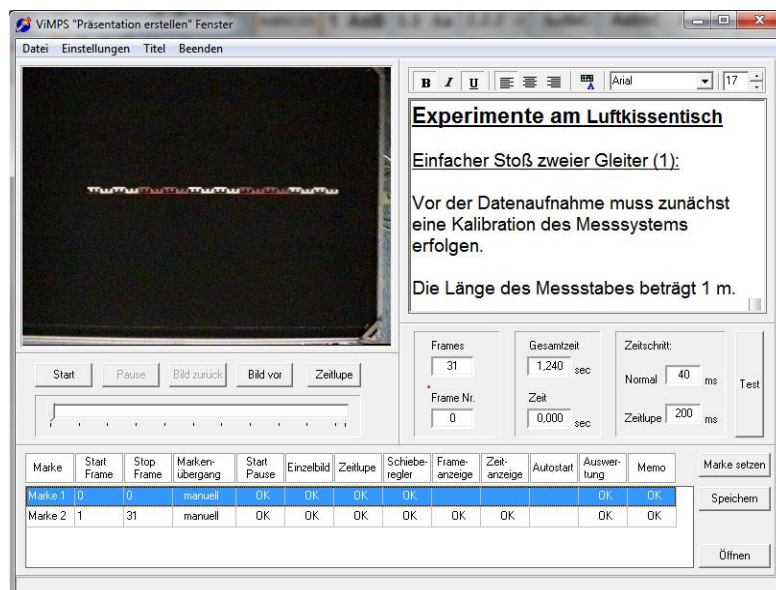 ViMPS "Präsentation erstellen" Fenster
Datei Einstellungen Titel Beenden
B I U Arial 17
Experimente am Luftkissentisch
Einfacher Stoß zweier Gleiter (1):
Vor der Datenaufnahme muss zunächst
eine Kalibration des Messsystems
erfolgen.
Die Länge des Messstabes beträgt 1 m.
Start Pause Bild zurück Bild vor Zeitlupe
Frames
31
Frame Nr.
0
Gesamtzeit
1,240 sec
Zeit
0,000 sec
Zeitschritt:
Normal 40 ms
Zeitlupe 200 ms
Test
Marke Start Frame Stop Frame Marken-übergang Start Pause Einzelbild Zeitlupe Schiebe-regler Frame-anzeige Zeit-anzeige Autostart Auswer-tung Memo
Marke 1 0 0 manuell OK OK OK OK OK OK
Marke 2 1 31 manuell OK OK OK OK OK OK OK OK
Marke setzen
Speichern
Öffnen